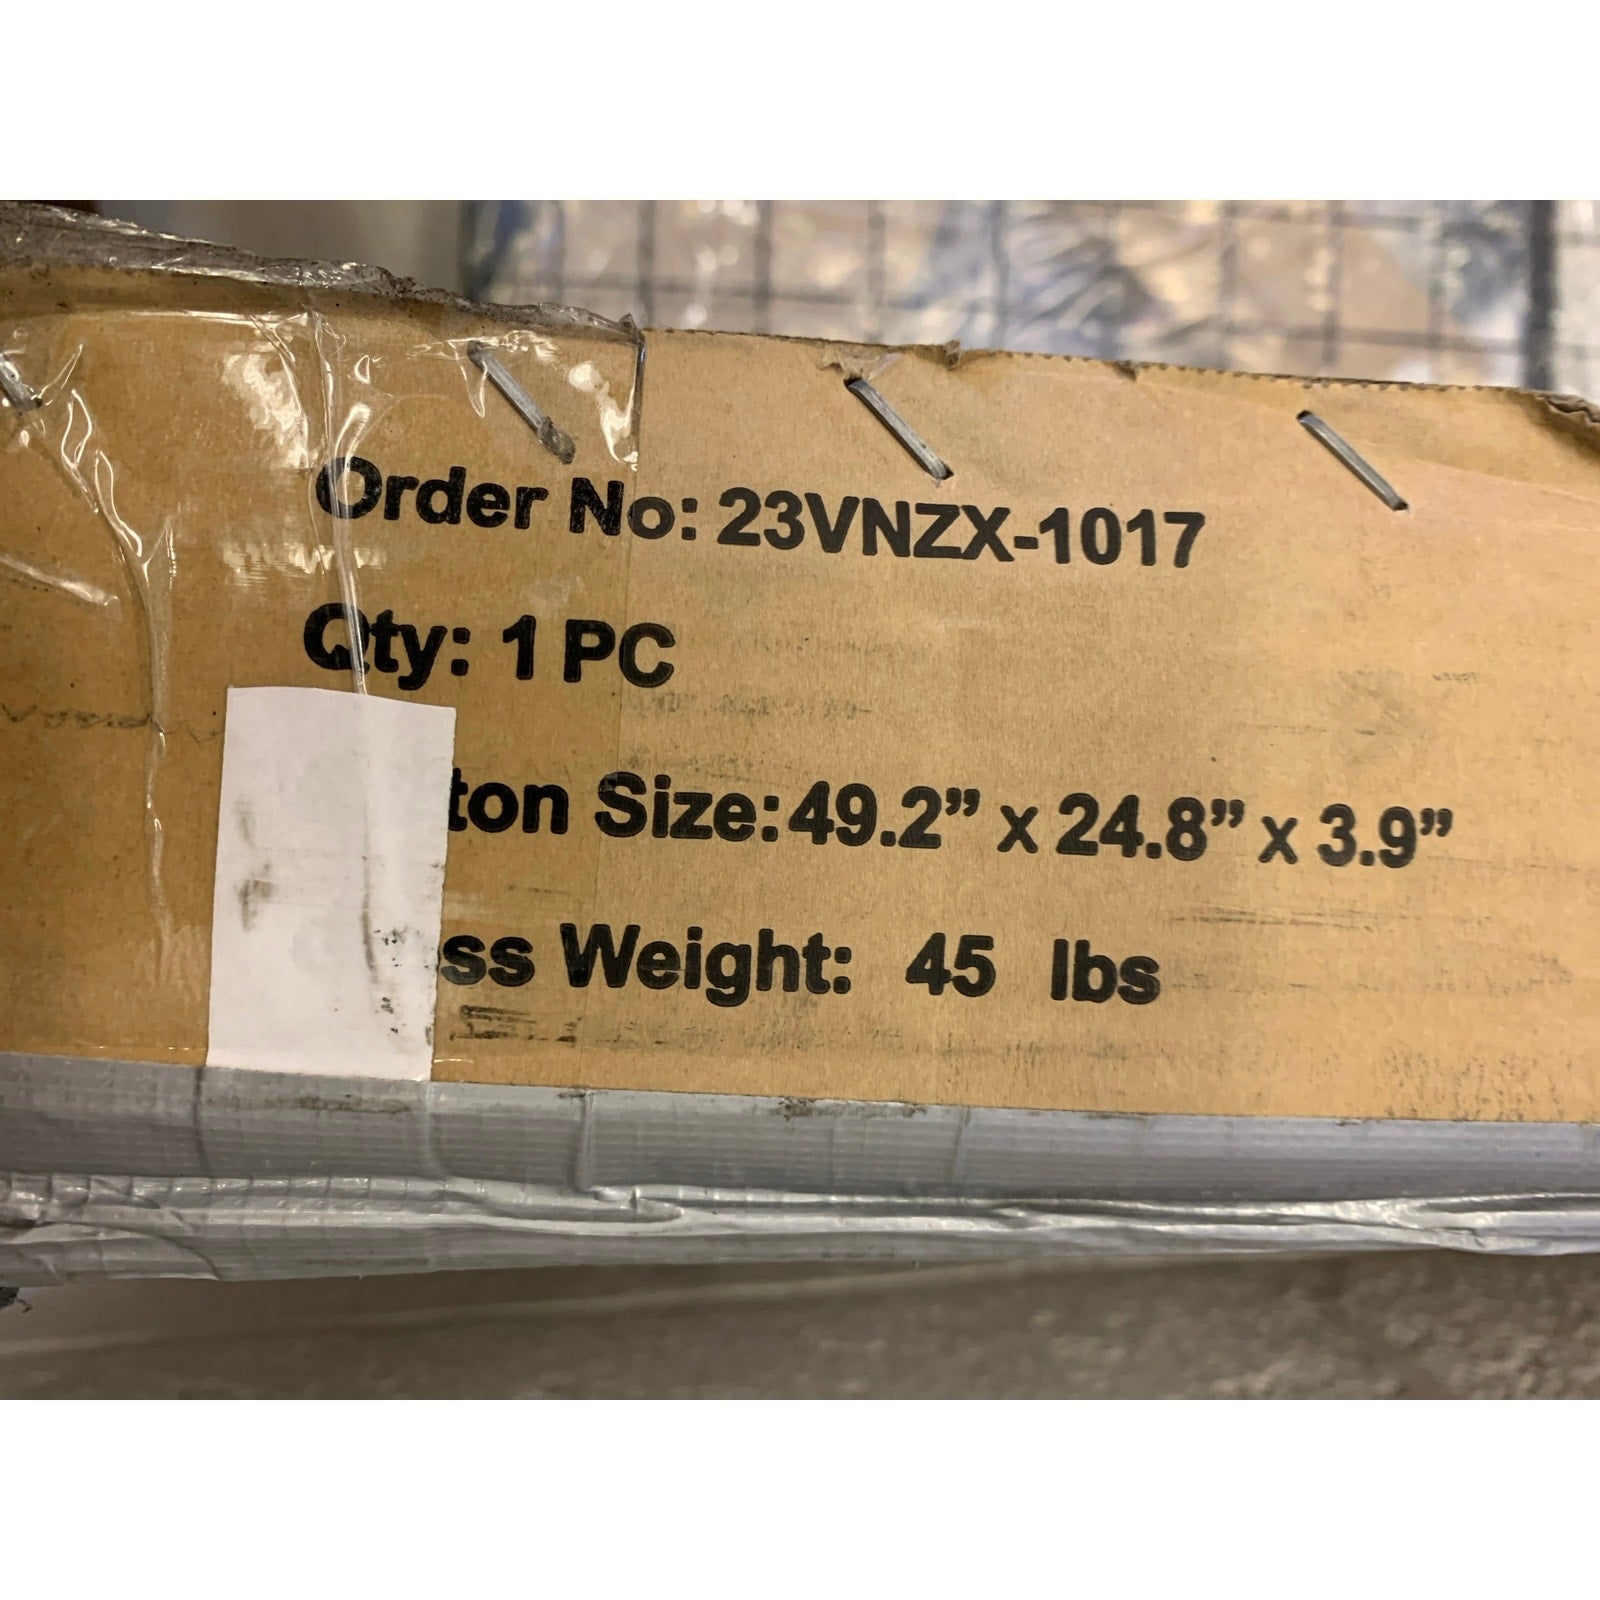 Order No: 23VNZX-1017
Qty: 1 PC
ton Size: 49.2” x 24.8” x 3.9”
ss Weight: 45 lbs